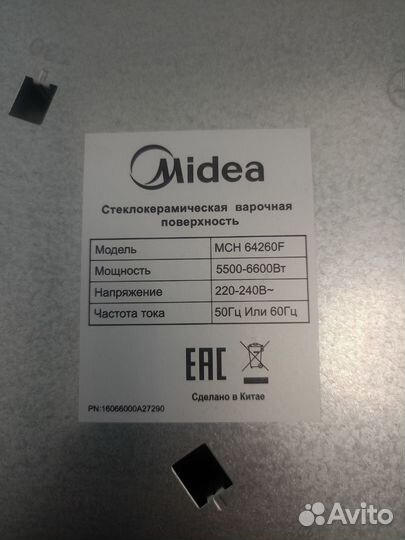 Midea
Стеклокерамическая варочная
поверхность
Модель MCH 64260F
Мощность 5500-6600Вт
Напряжение 220-240В~
Частота тока 50Гц Или 60Гц
EAC
Сделано в Китае
PN:16066000A27290
Avito